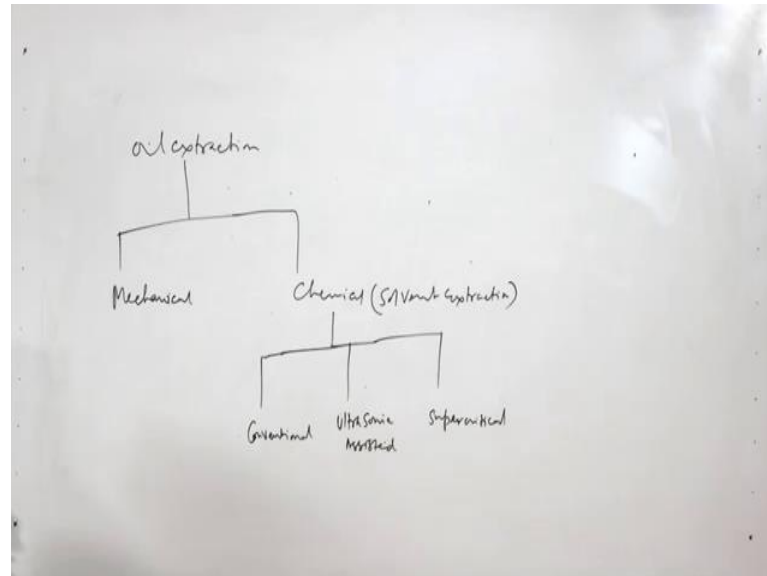 oil extraction
Mechanical
Chemical (Solvent extraction)
Conventional
Ultrasonic
Assisted
Supercritical